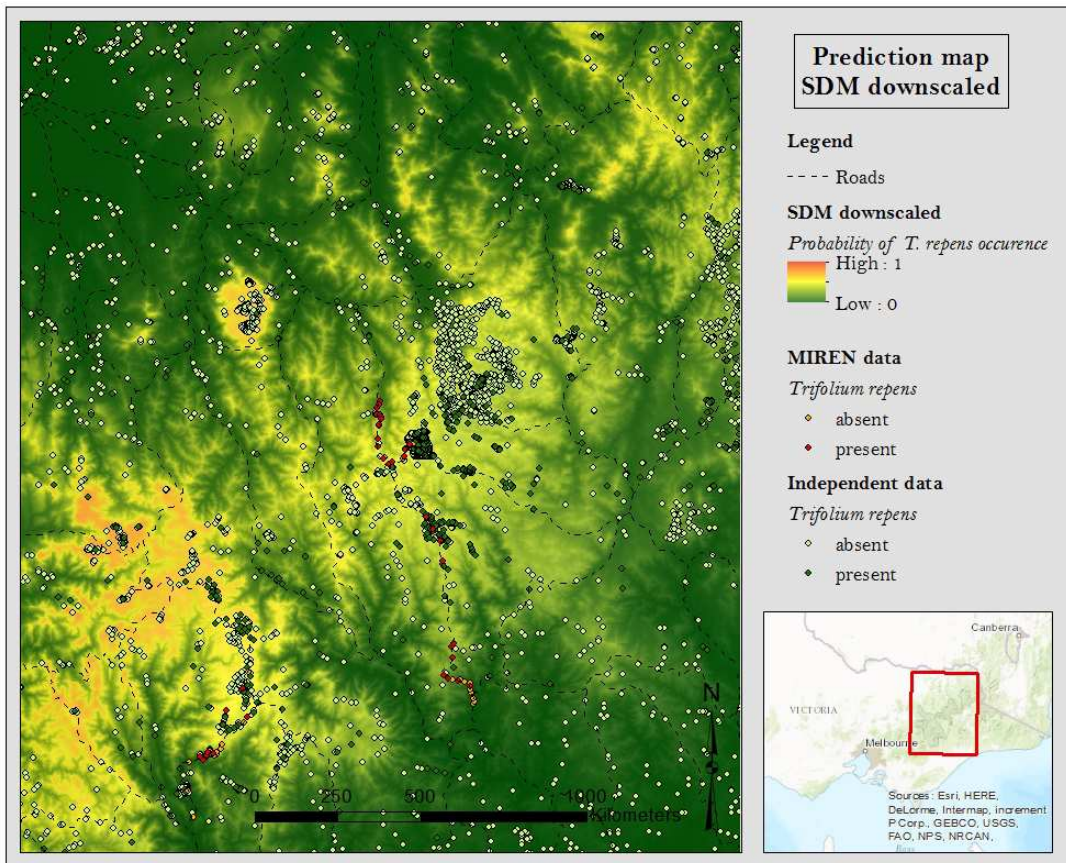 Prediction map
SDM downscaled
Legend
Roads
SDM downscaled
Probability of T. repens occurence
High : 1
Low : 0
MIREN data
Trifolium repens
absent
present
Independent data
Trifolium repens
absent
present
N
0 250 500 1000
Kilometers
Canberra
VICTORIA
Melbourne
Sources: Esri, HERE,
DeLorme, Intermap, increment
P Corp., GEBCO, USGS,
FAO, NPS, NRCAN,
Bass